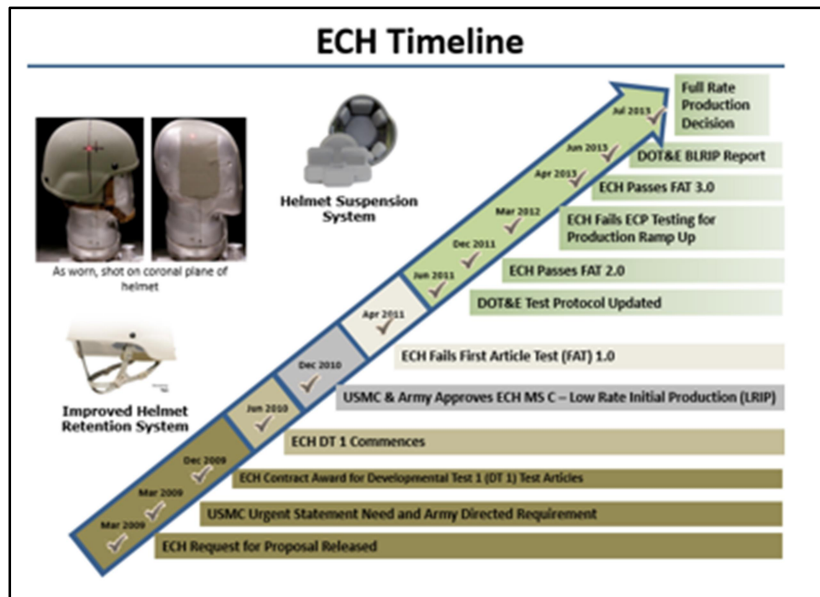 ECH Timeline
Full Rate
Production
Decision
Jul 2013
Jun 2013
DOT&E BLRIP Report
Apr 2013
ECH Passes FAT 3.0
Helmet Suspension
System
Mar 2012
ECH Fails ECP Testing for
Production Ramp Up
Dec 2011
ECH Passes FAT 2.0
As worn, shot on coronal plane of
helmet
Jun 2011
DOT&E Test Protocol Updated
Apr 2011
ECH Fails First Article Test (FAT) 1.0
Dec 2010
USMC & Army Approves ECH MS C – Low Rate Initial Production (LRIP)
Improved Helmet
Retention System
Jun 2010
ECH DT 1 Commences
Dec 2009
ECH Contract Award for Developmental Test 1 (DT 1) Test Articles
Mar 2009
USMC Urgent Statement Need and Army Directed Requirement
Mar 2009
ECH Request for Proposal Released